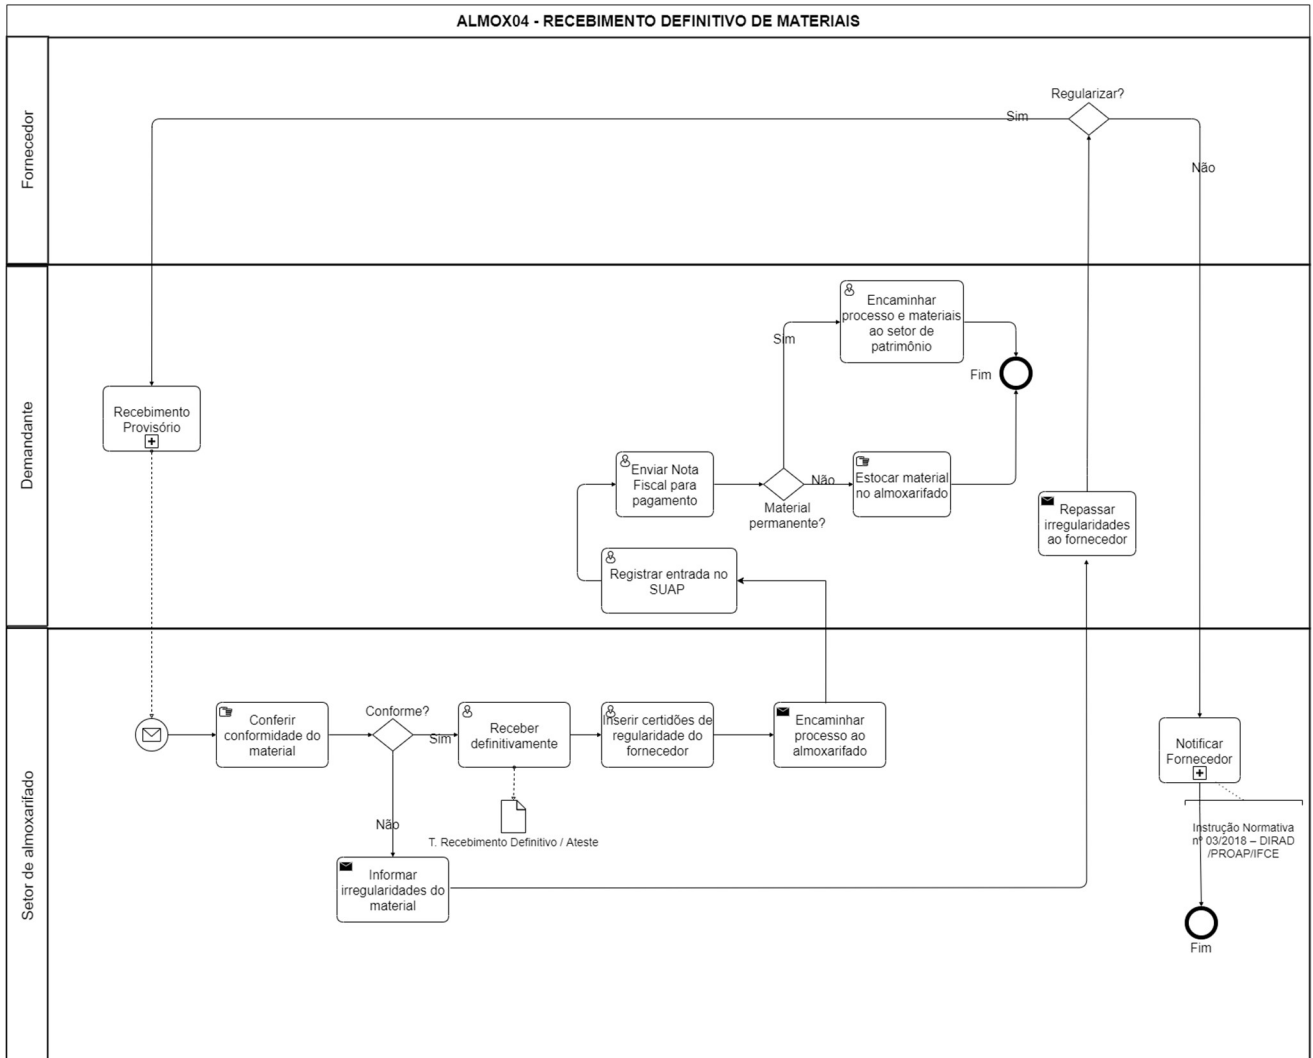 ALMOX04 - RECEBIMENTO DEFINITIVO DE MATERIAIS
Fornecedor
Regularizar?
Sim
Não
Demandante
Recebimento
Provisório
Encaminhar
processo e materiais
ao setor de
patrimônio
Sim
Fim
Enviar Nota
Fiscal para
pagamento
Material
permanente?
Não
Estocar material
no almoxarifado
Repassar
irregularidades
ao fornecedor
Registrar entrada no
SUAP
Setor de almoxarifado
Conferir
conformidade do
material
Conforme?
Sim
Receber
definitivamente
Inserir certidões de
regularidade do
fornecedor
Encaminhar
processo ao
almoxarifado
T. Recebimento Definitivo / Ateste
Não
Informar
irregularidades do
material
Notificar
Fornecedor
Instrução Normativa
nº 03/2018 – DIRAD
/PROAP/IFCE
Fim